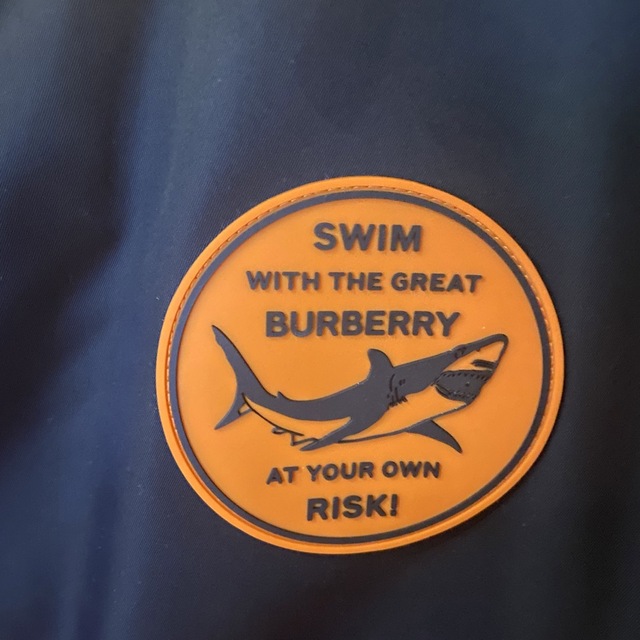 SWIM
WITH THE GREAT
BURBERRY
AT YOUR OWN
RISK!